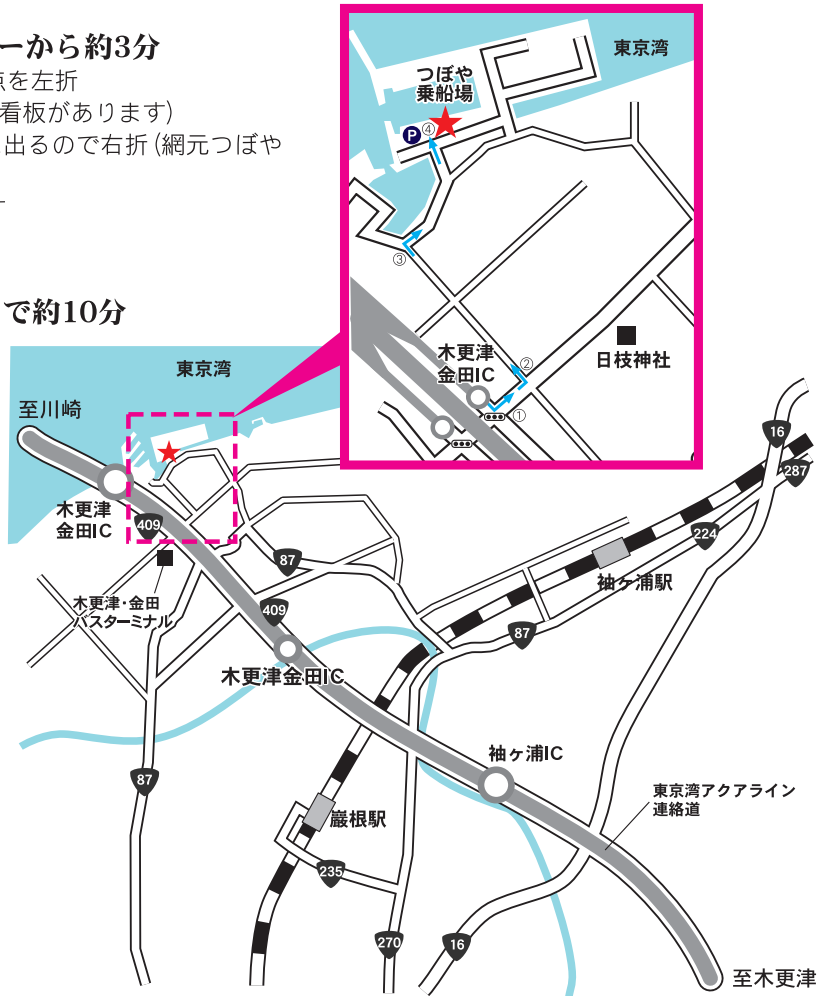 ーから約3分
点を左折
看板があります)
出るので右折(網元つぼや
で約10分
東京湾
つぼや
乗船場
P
④
③
木更津
金田IC
②
①
日枝神社
東京湾
至川崎
木更津
金田IC
409
木更津・金田
バスターミナル
87
409
木更津金田IC
87
16
287
224
袖ヶ浦駅
87
袖ヶ浦IC
東京湾アクアライン
連絡道
巌根駅
235
270
16
至木更津